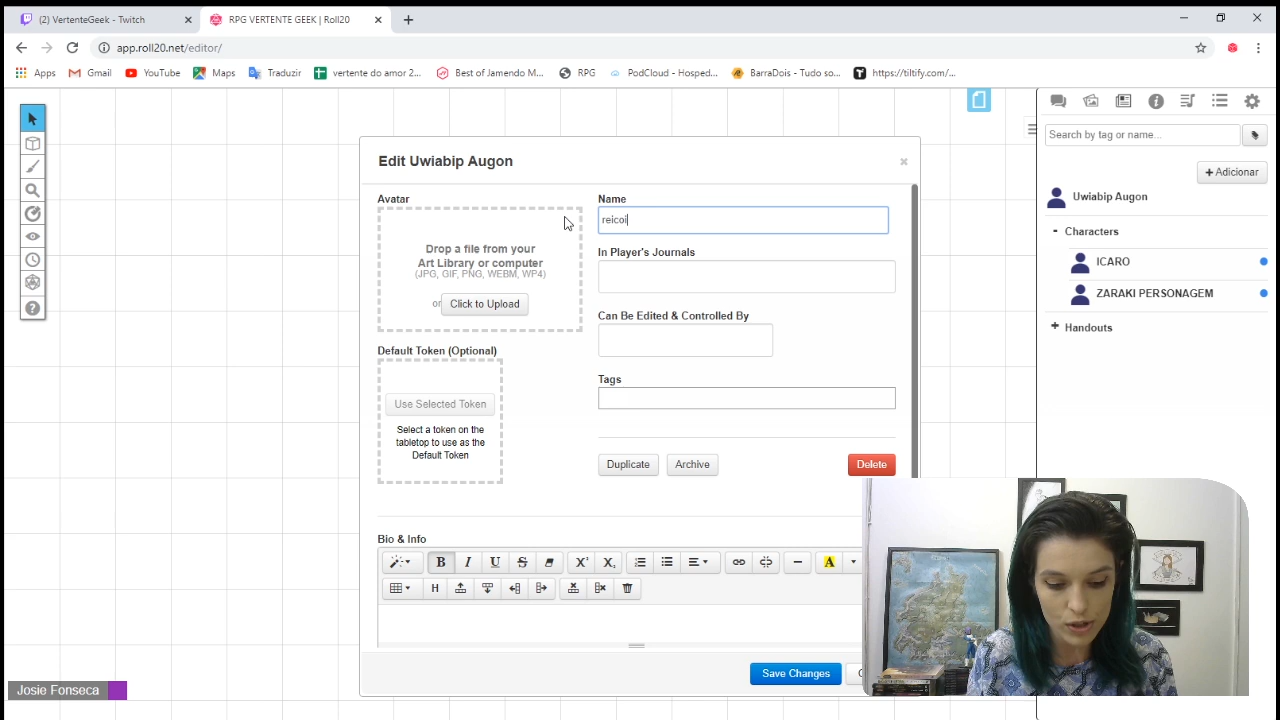 (2) VertenteGeek - Twitch
RPG VERTENTE GEEK | Roll20
app.roll20.net/editor/
Apps
Gmail
YouTube
Maps
Traduzir
vertente do amor 2...
Best of Jamendo M...
RPG
PodCloud - Hosped...
BarraDois - Tudo so...
https://tiltify.com/...
Edit Uwiabip Augon
Avatar
Drop a file from your
Art Library or computer
(JPG, GIF, PNG, WEBM, WP4)
or Click to Upload
Default Token (Optional)
Use Selected Token
Select a token on the
tabletop to use as the
Default Token
Name
reicoi
In Player's Journals
Can Be Edited & Controlled By
Tags
Duplicate
Archive
Delete
Bio & Info
B I U S X² X₂ A
H
Save Changes
Search by tag or name...
+ Adicionar
Uwiabip Augon
- Characters
ICARO
ZARAKI PERSONAGEM
+ Handouts
Josie Fonseca